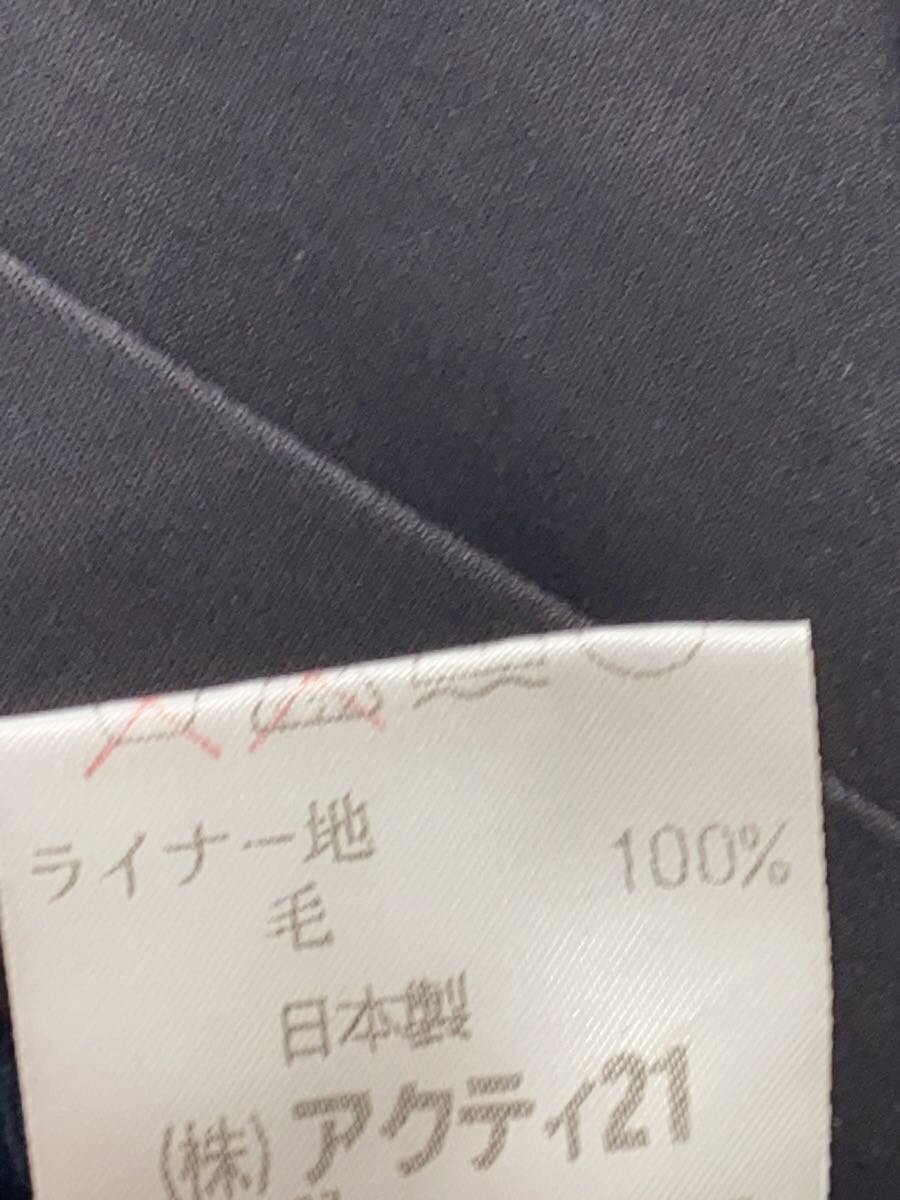 ライナー地
毛 100%
日本製
(株)アクティ21